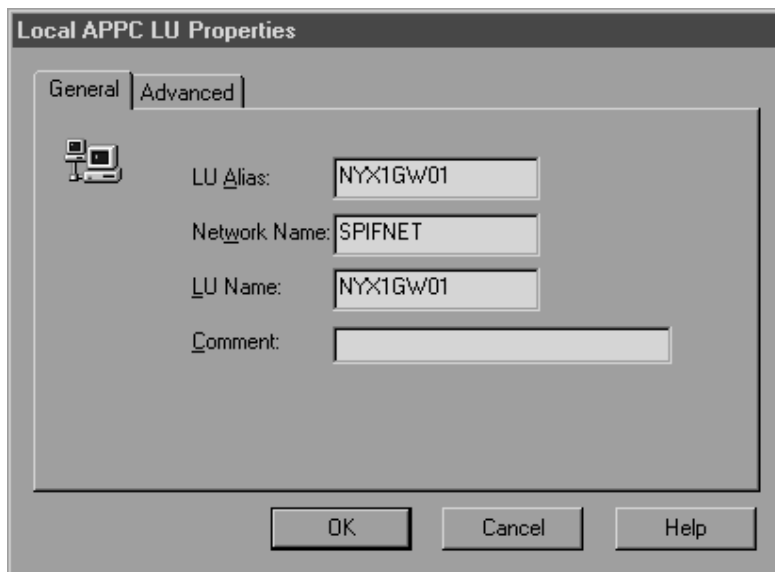 Local APPC LU Properties
General Advanced
LU Alias: NYX1GW01
Network Name: SPIFNET
LU Name: NYX1GW01
Comment:
OK Cancel Help